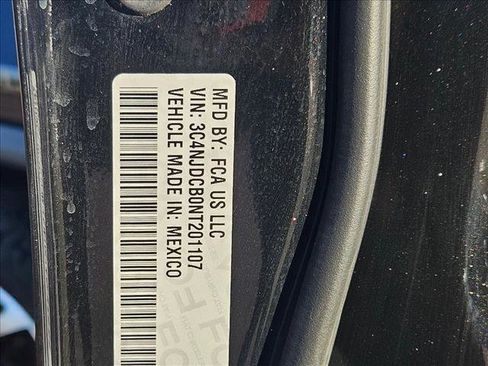 MFD BY: FCA US LLC
VIN: 3C4NJDCB0NT201107
VEHICLE MADE IN: MEXICO